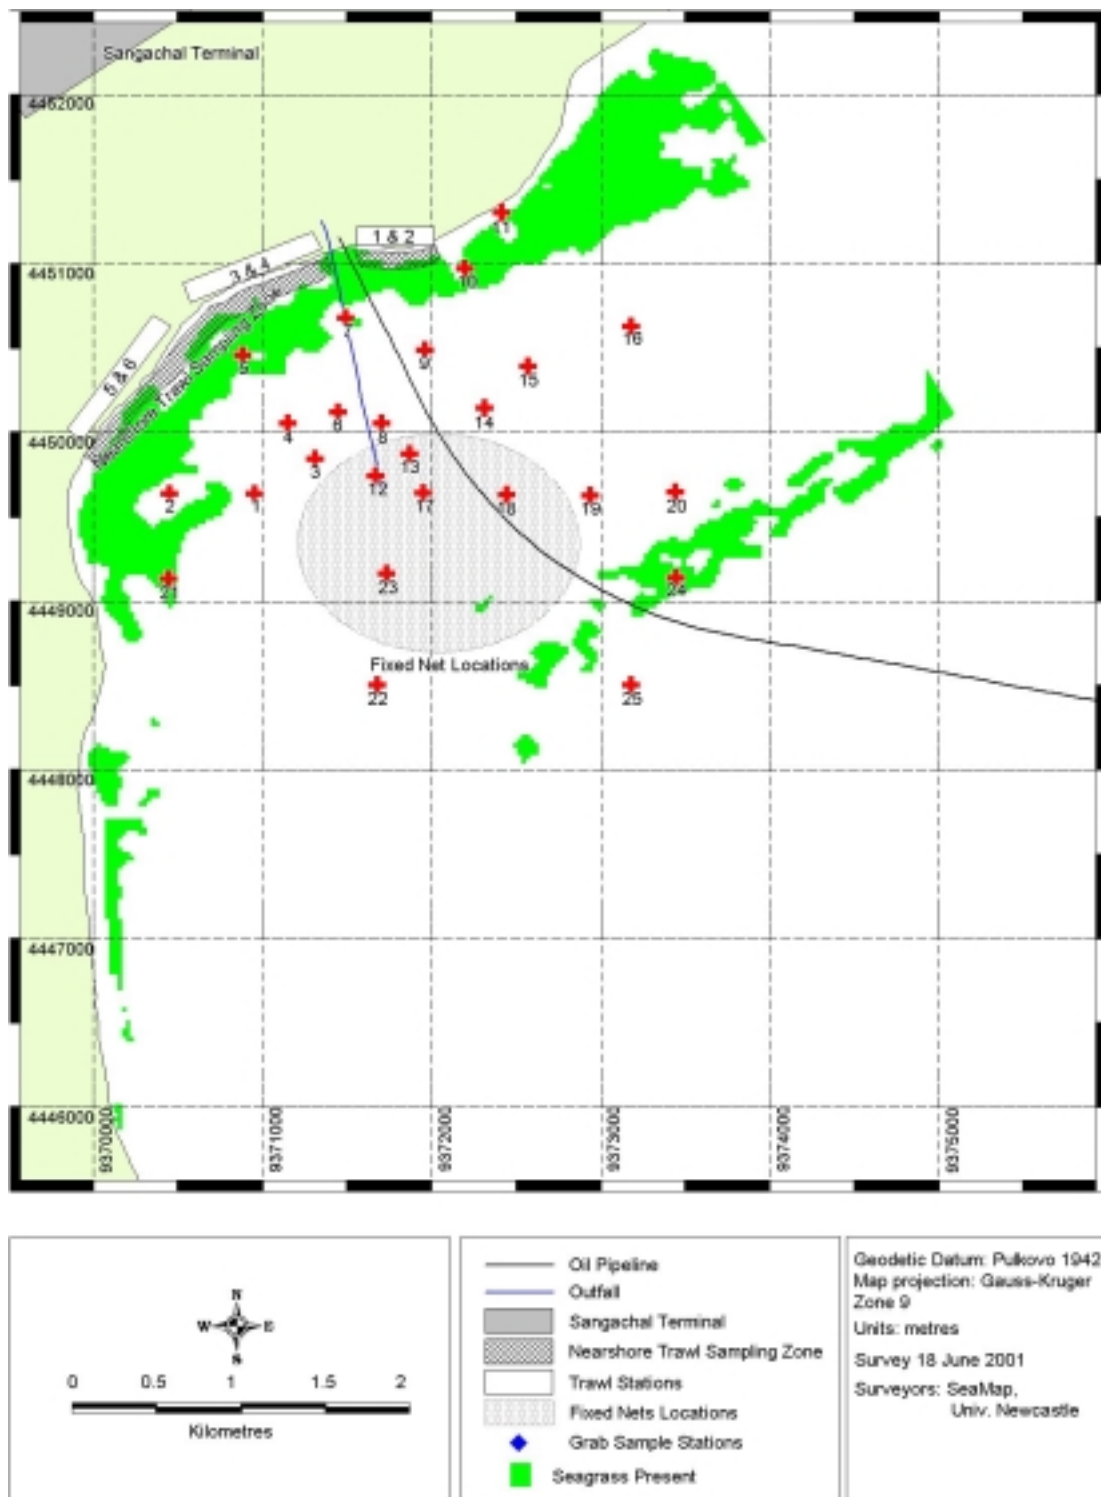 Sangachal Terminal
4452000
11
1 & 2
4451000
3 & 4
10
Nearshore Trawl Sampling Zone
7
16
5 & 6
5
9
15
6
14
4
8
4450000
13
3
12
2
1
17
18
19
20
23
21
24
4449000
Fixed Net Locations
22
25
4448000
4447000
4446000
9370000
9371000
9372000
9373000
9374000
9375000
N
W
E
S
0
0.5
1
1.5
2
Kilometres
Oil Pipeline
Outfall
Sangachal Terminal
Nearshore Trawl Sampling Zone
Trawl Stations
Fixed Nets Locations
Grab Sample Stations
Seagrass Present
Geodetic Datum: Pulkovo 1942
Map projection: Gauss-Kruger
Zone 9
Units: metres
Survey 18 June 2001
Surveyors: SeaMap,
Univ. Newcastle